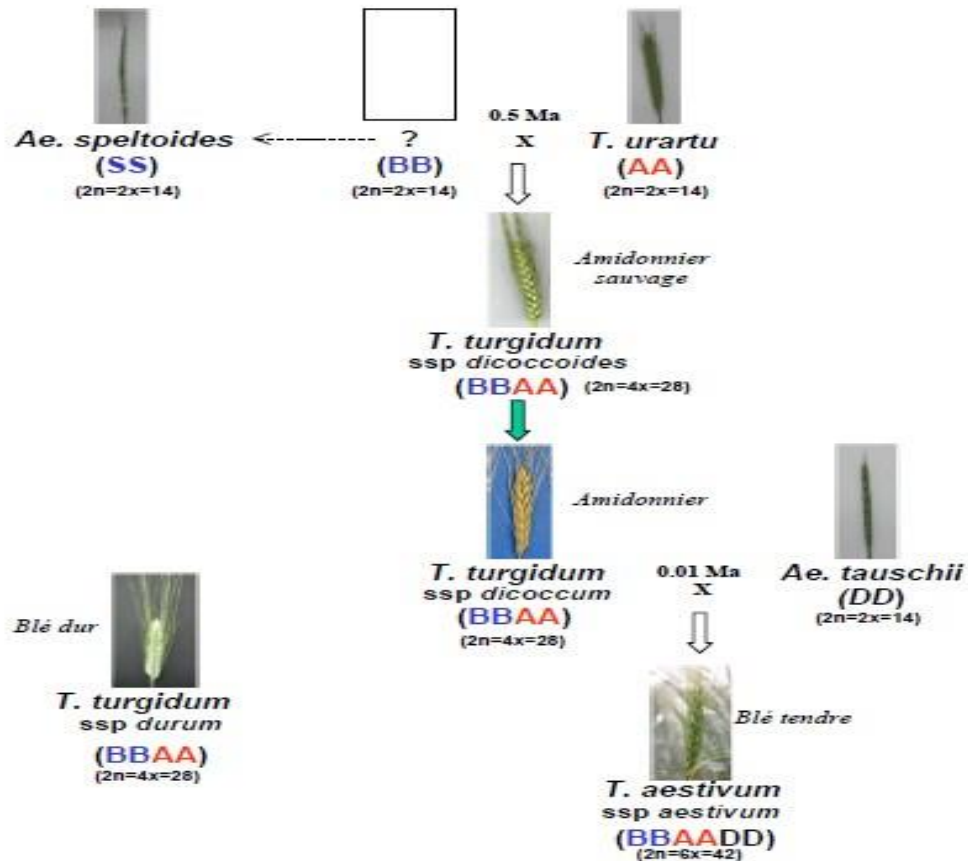 0.5 Ma
Ae. speltoides
?
X
T. urartu
(SS)
(BB)
(AA)
(2n=2x=14)
(2n=2x=14)
(2n=2x=14)
Amidonnier
sauvage
T. turgidum
ssp dicoccoides
(BBAA) (2n=4x=28)
Amidonnier
T. turgidum
ssp dicoccum
(BBAA)
(2n=4x=28)
0.01 Ma
X
Ae. tauschii
(DD)
(2n=2x=14)
Blé dur
T. turgidum
ssp durum
(BBAA)
(2n=4x=28)
Blé tendre
T. aestivum
ssp aestivum
(BBAADD)
(2n=6x=42)